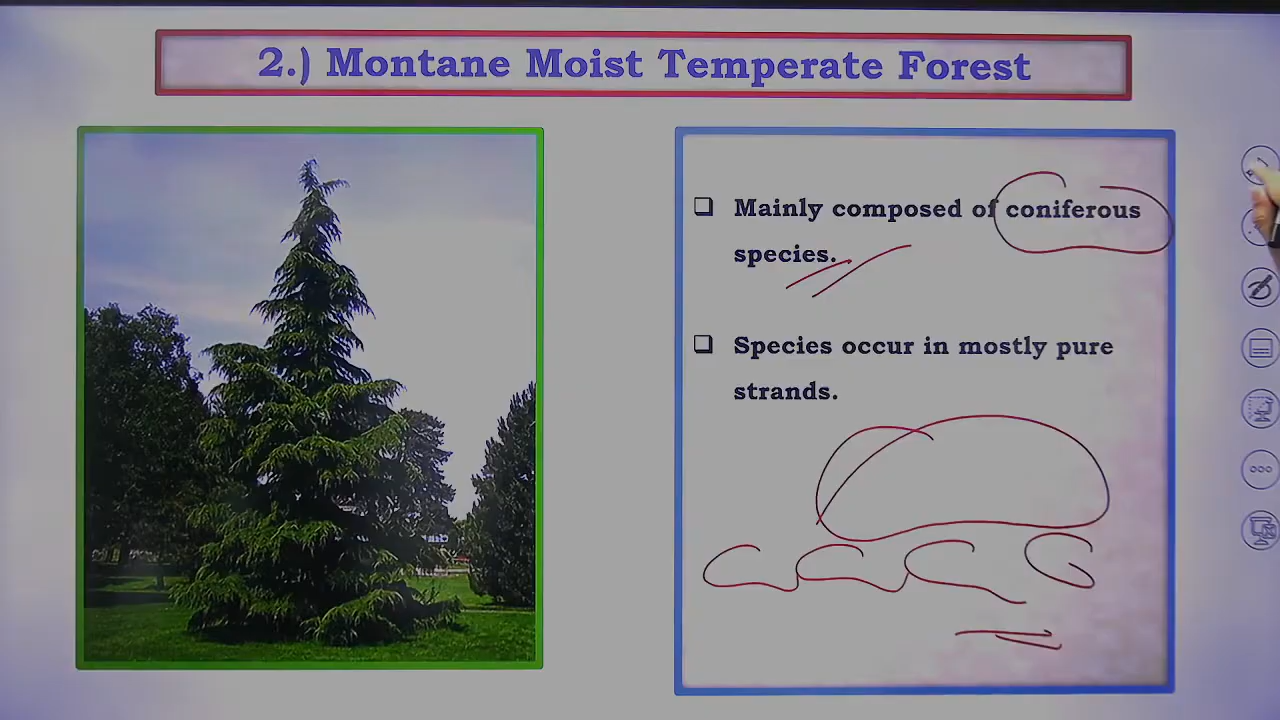 2.) Montane Moist Temperate Forest
❑ Mainly composed of coniferous
species.
❑ Species occur in mostly pure
strands.